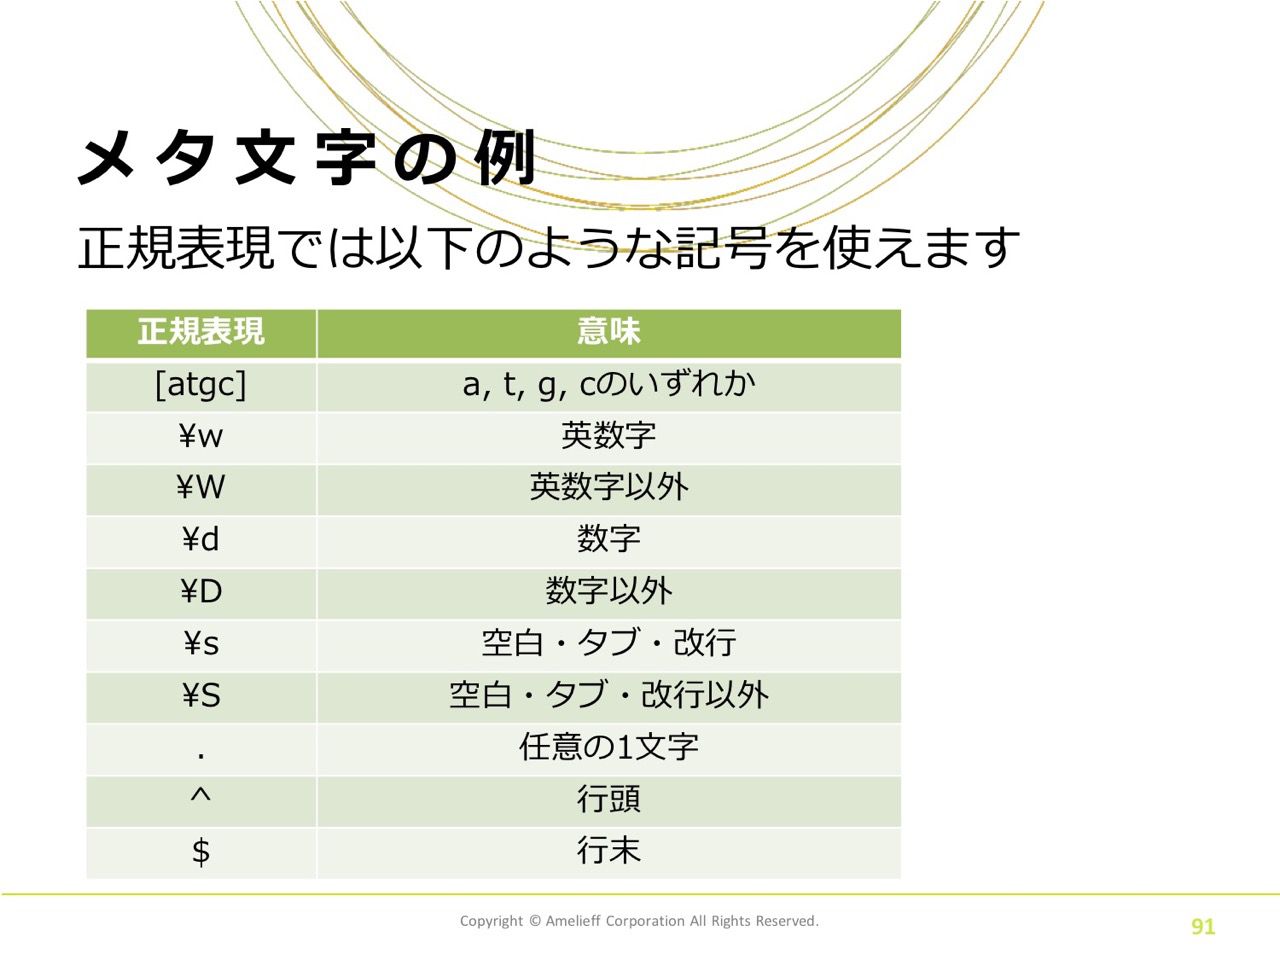 メタ文字の例
正規表現では以下のような記号を使えます
正規表現 意味
[atgc] a, t, g, cのいずれか
¥w 英数字
¥W 英数字以外
¥d 数字
¥D 数字以外
¥s 空白・タブ・改行
¥S 空白・タブ・改行以外
. 任意の1文字
^ 行頭
$ 行末
Copyright © Amelieff Corporation All Rights Reserved.
91